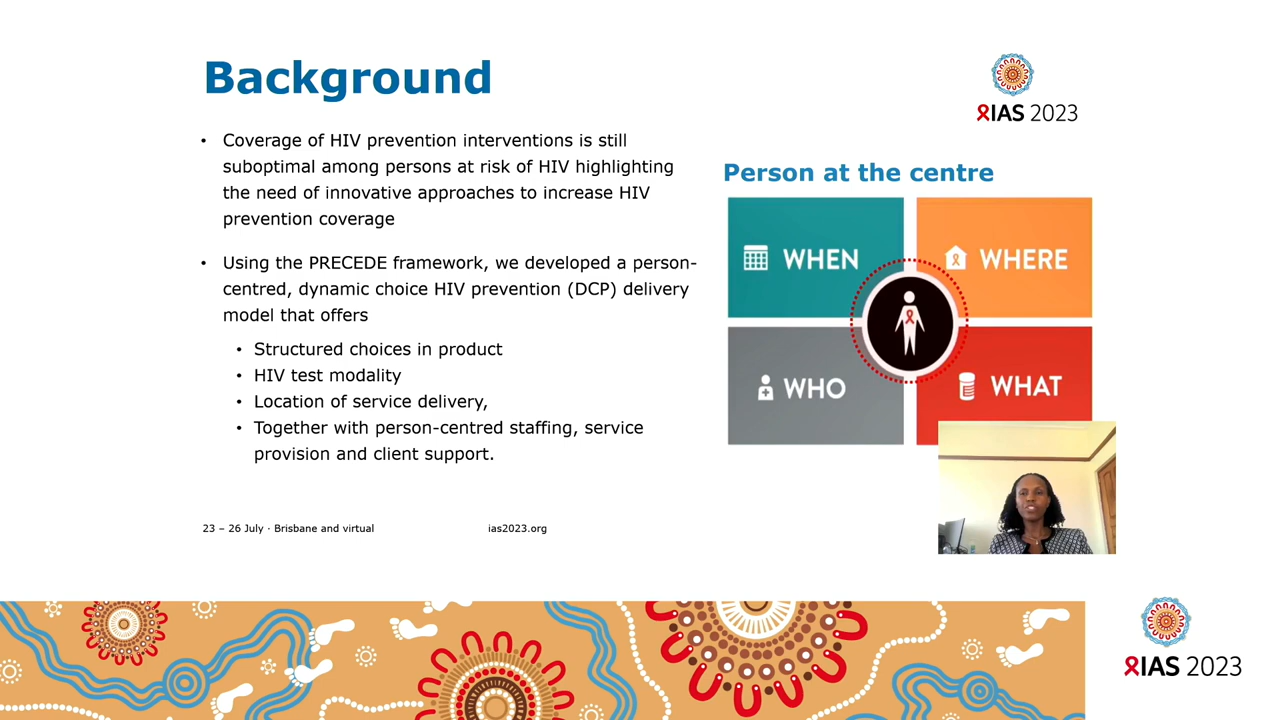 Background
IAS 2023
• Coverage of HIV prevention interventions is still
suboptimal among persons at risk of HIV highlighting
the need of innovative approaches to increase HIV
prevention coverage
• Using the PRECEDE framework, we developed a person-
centred, dynamic choice HIV prevention (DCP) delivery
model that offers
• Structured choices in product
• HIV test modality
• Location of service delivery,
• Together with person-centred staffing, service
provision and client support.
Person at the centre
WHEN
WHERE
WHO
WHAT
23 – 26 July · Brisbane and virtual
ias2023.org
IAS 2023